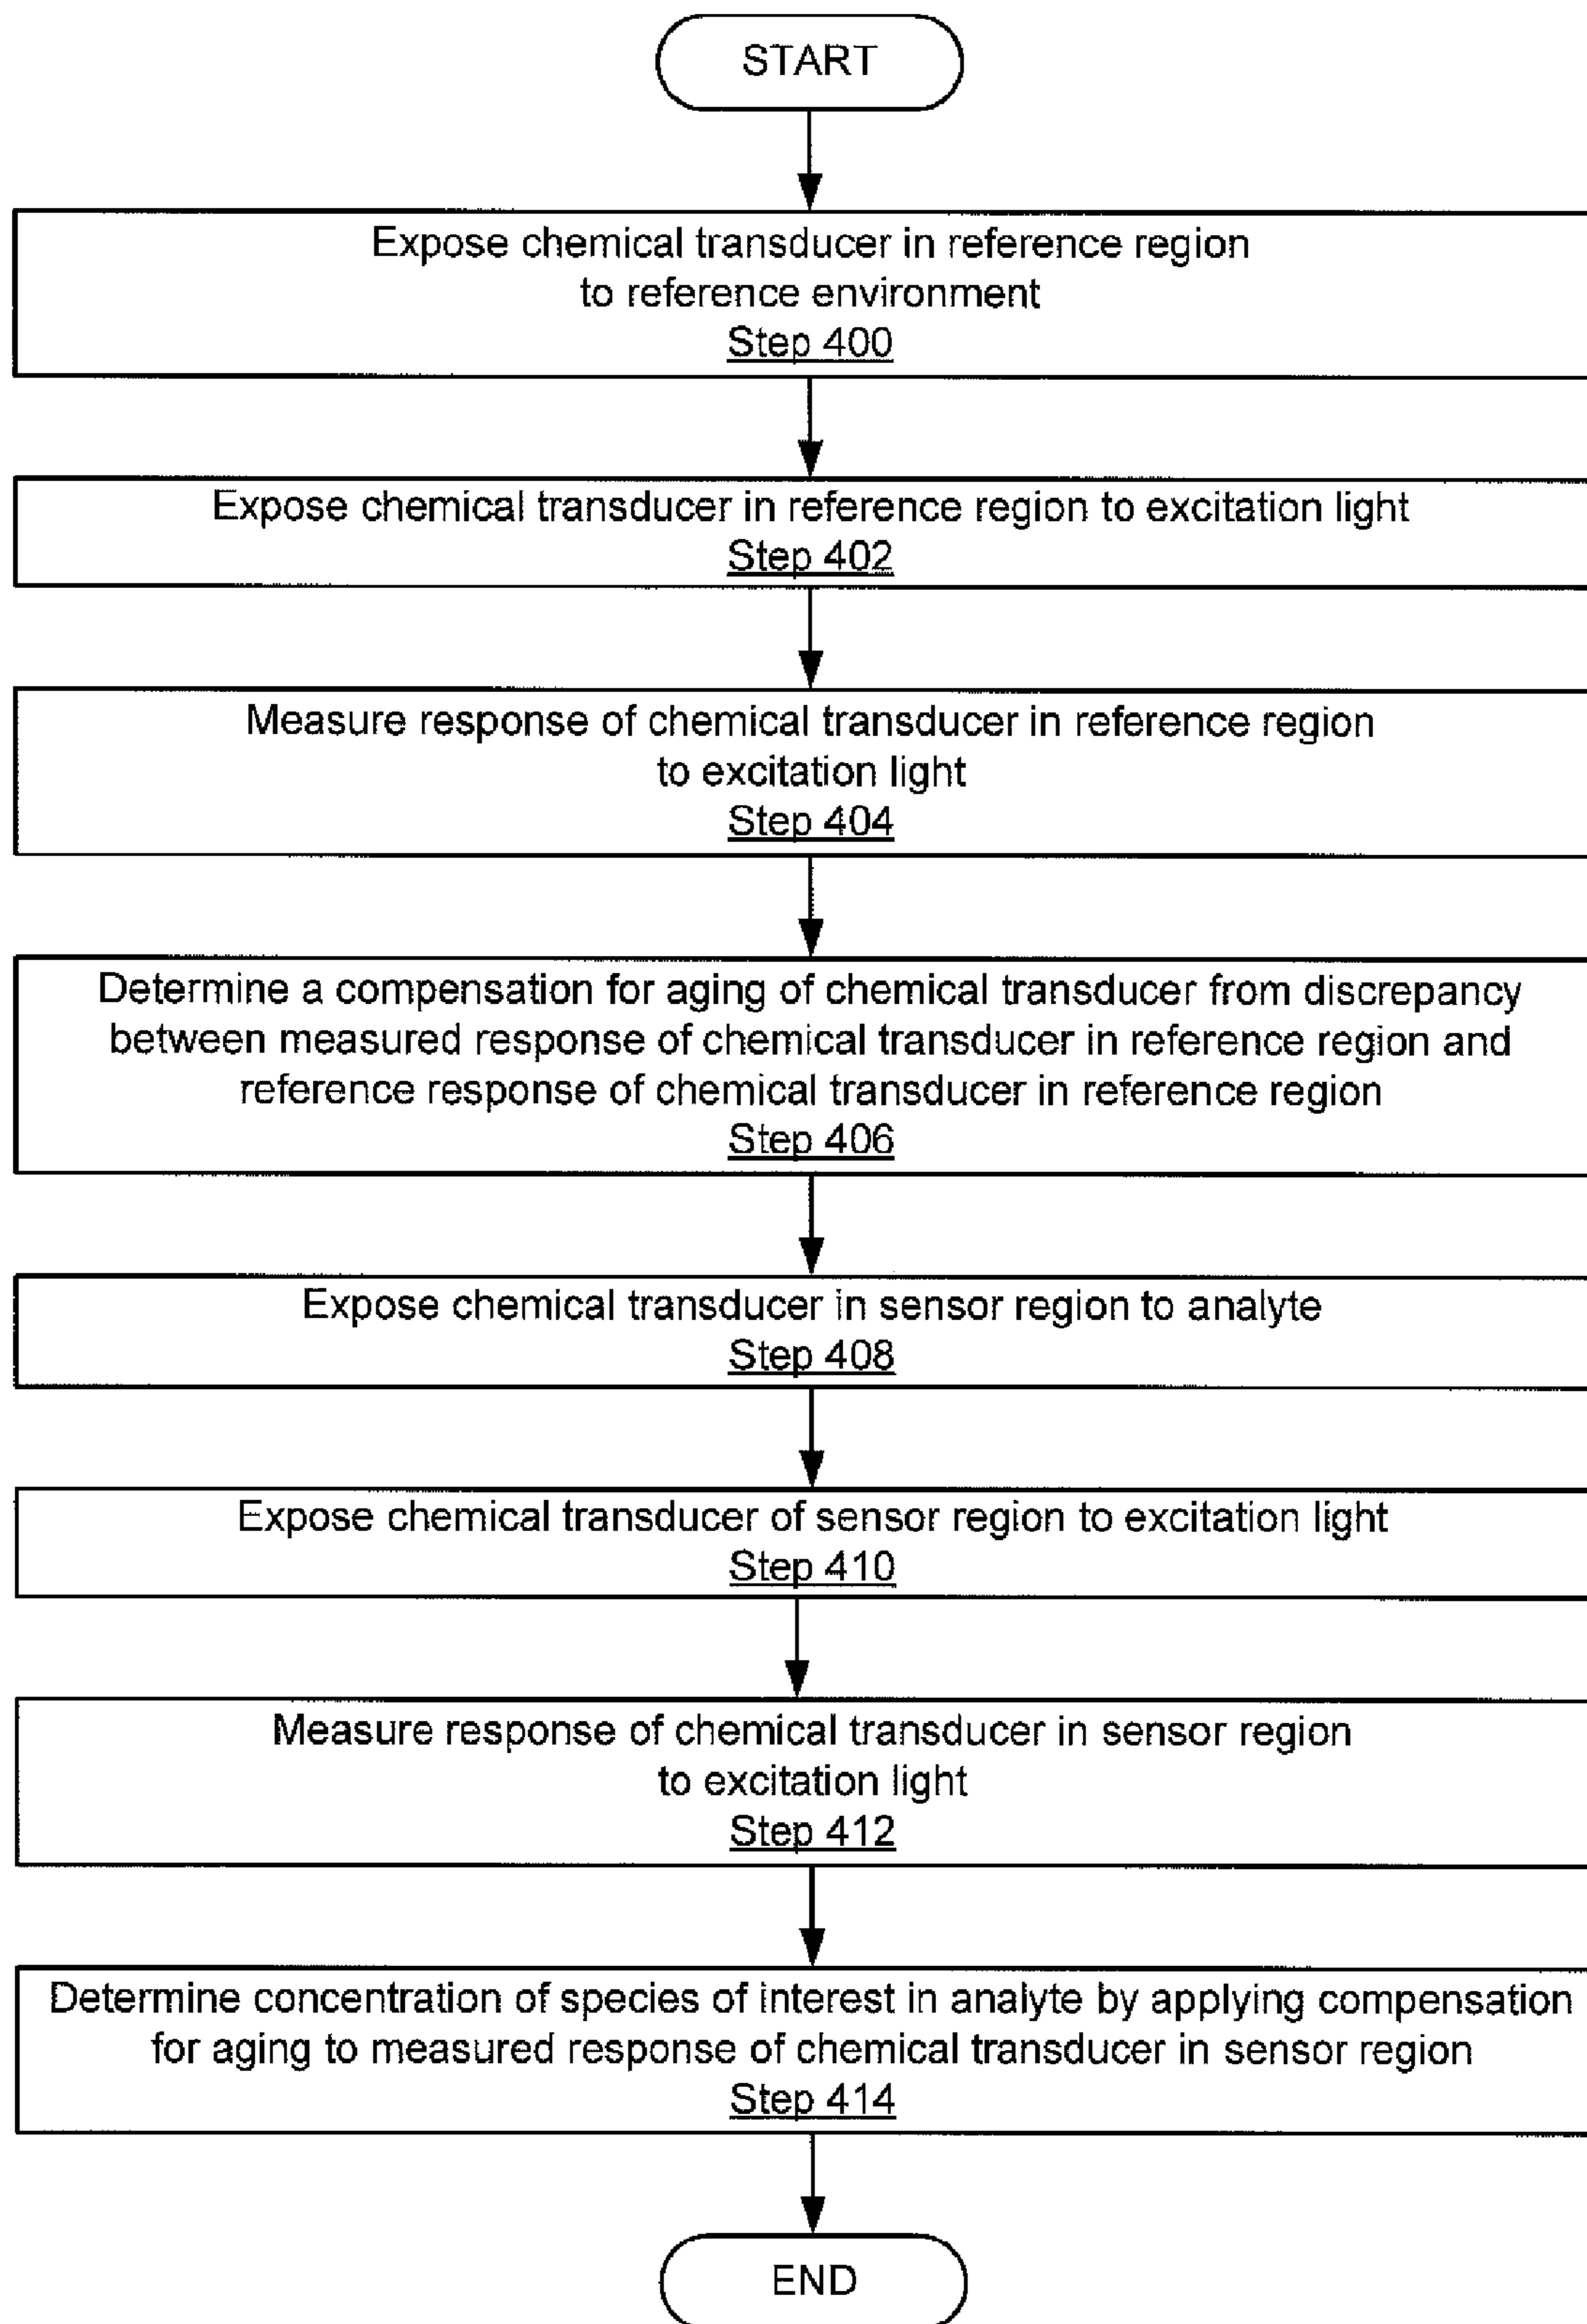 START
Expose chemical transducer in reference region
to reference environment
Step 400
Expose chemical transducer in reference region to excitation light
Step 402
Measure response of chemical transducer in reference region
to excitation light
Step 404
Determine a compensation for aging of chemical transducer from discrepancy
between measured response of chemical transducer in reference region and
reference response of chemical transducer in reference region
Step 406
Expose chemical transducer in sensor region to analyte
Step 408
Expose chemical transducer of sensor region to excitation light
Step 410
Measure response of chemical transducer in sensor region
to excitation light
Step 412
Determine concentration of species of interest in analyte by applying compensation
for aging to measured response of chemical transducer in sensor region
Step 414
END